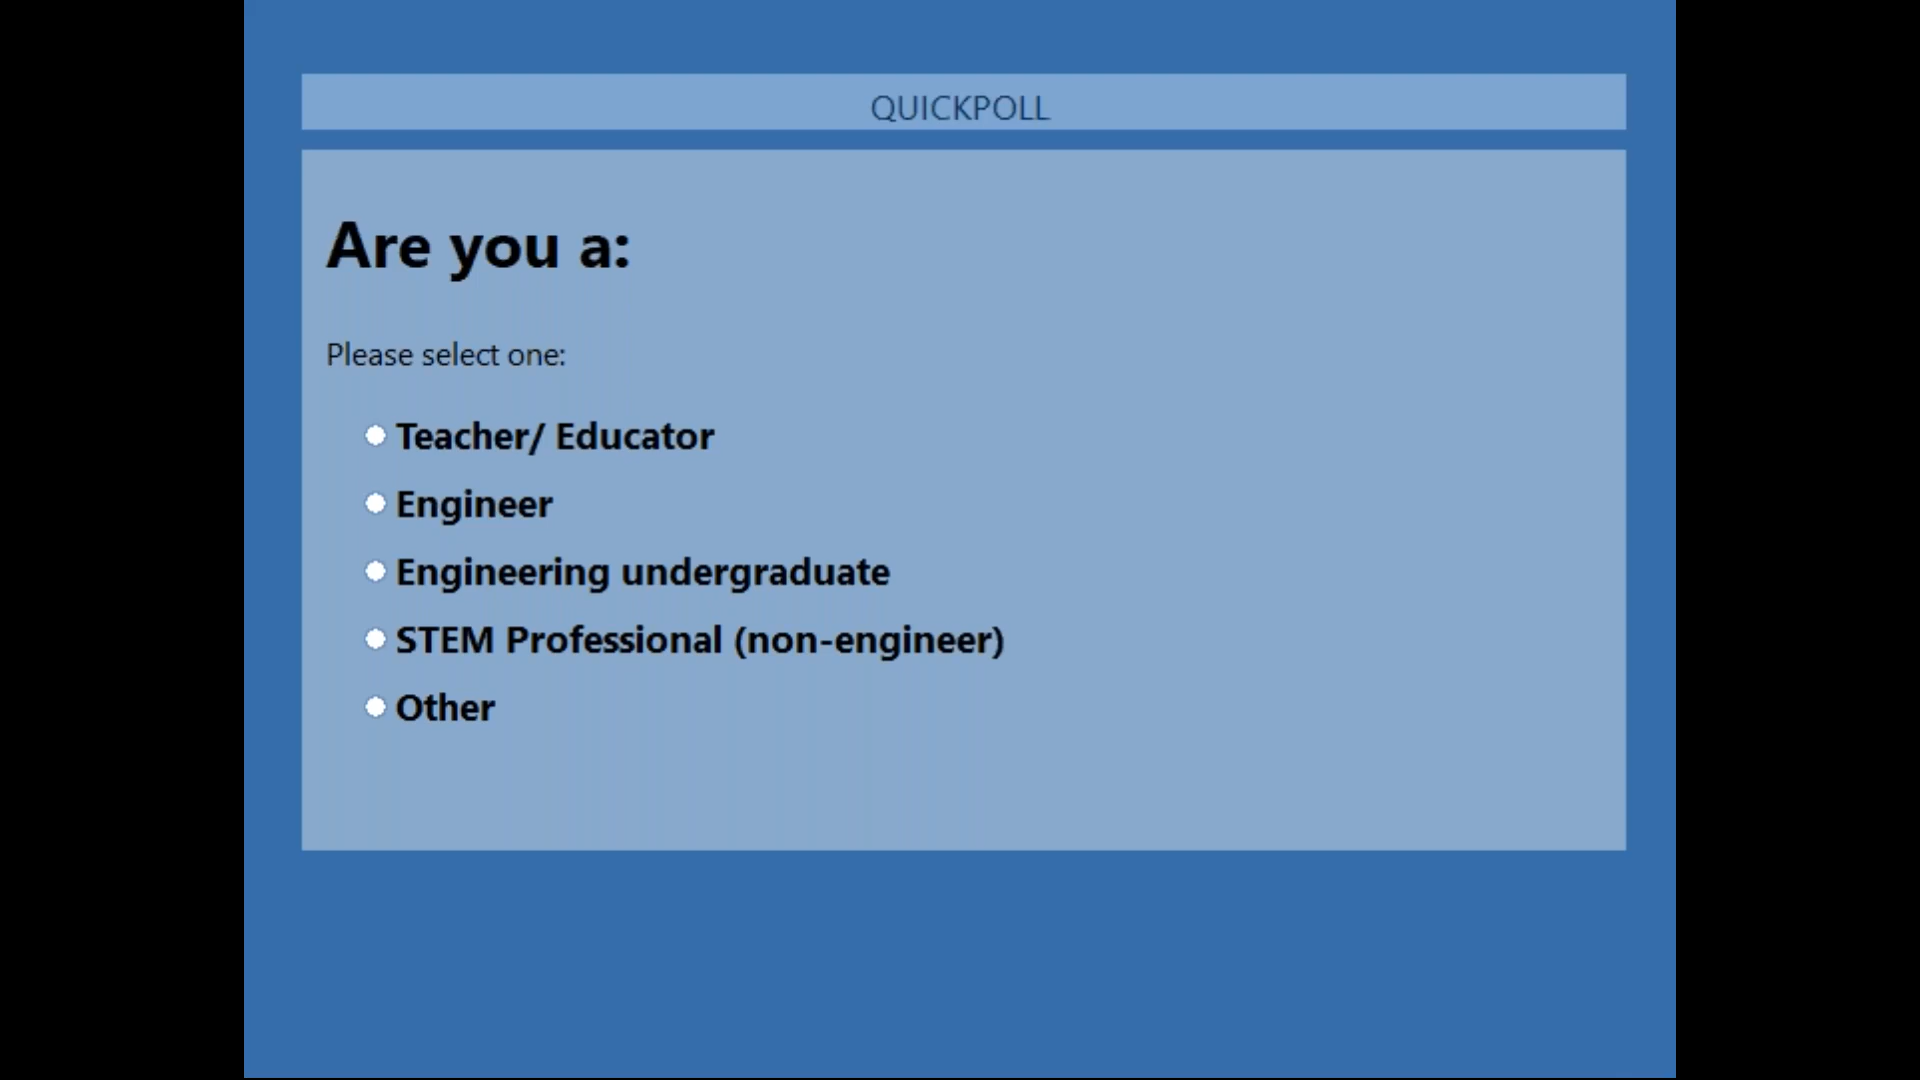 QUICKPOLL
Are you a:
Please select one:
Teacher/ Educator
Engineer
Engineering undergraduate
STEM Professional (non-engineer)
Other